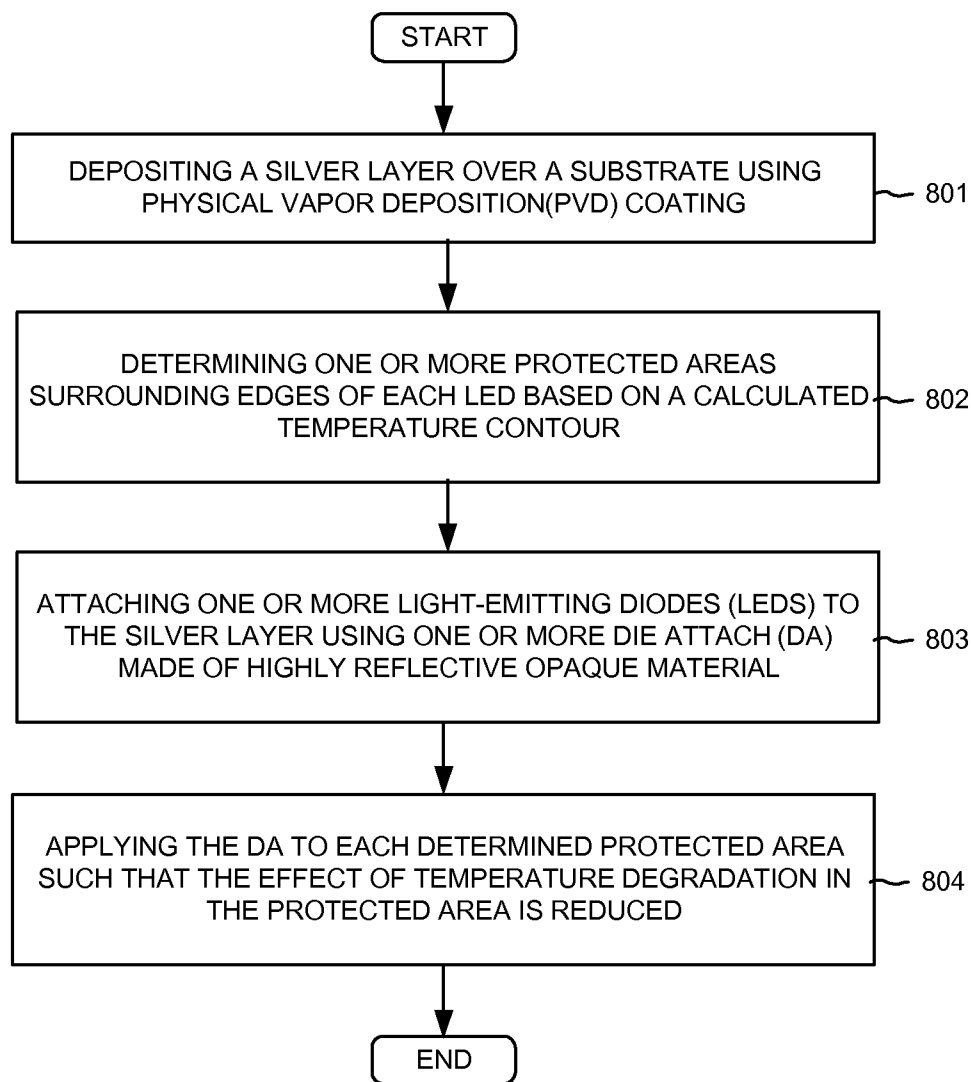 START
DEPOSITING A SILVER LAYER OVER A SUBSTRATE USING
PHYSICAL VAPOR DEPOSITION(PVD) COATING
801
DETERMINING ONE OR MORE PROTECTED AREAS
SURROUNDING EDGES OF EACH LED BASED ON A CALCULATED
TEMPERATURE CONTOUR
802
ATTACHING ONE OR MORE LIGHT-EMITTING DIODES (LEDS) TO
THE SILVER LAYER USING ONE OR MORE DIE ATTACH (DA)
MADE OF HIGHLY REFLECTIVE OPAQUE MATERIAL
803
APPLYING THE DA TO EACH DETERMINED PROTECTED AREA
SUCH THAT THE EFFECT OF TEMPERATURE DEGRADATION IN
THE PROTECTED AREA IS REDUCED
804
END